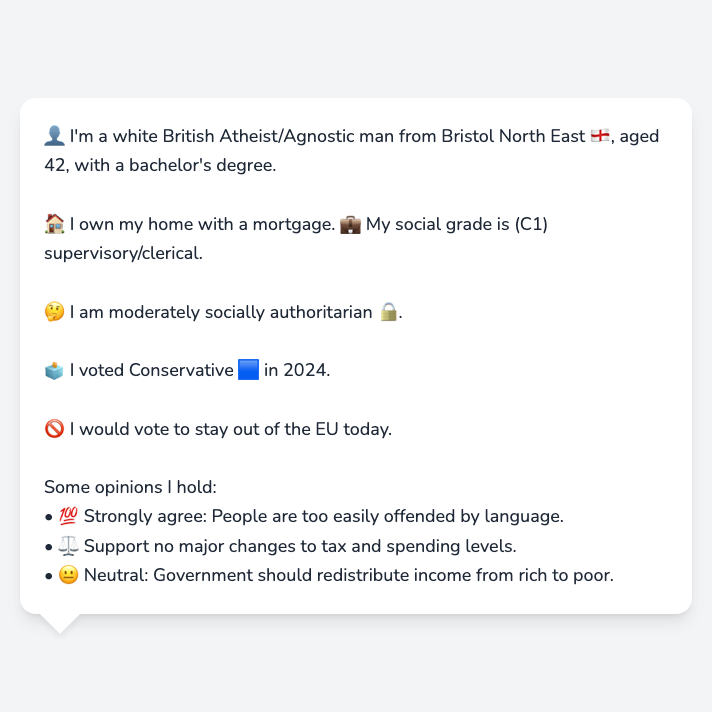 👤 I'm a white British Atheist/Agnostic man from Bristol North East 🏴󠁧󠁢󠁥󠁮󠁧󠁿, aged
42, with a bachelor's degree.
🏠 I own my home with a mortgage. 💼 My social grade is (C1)
supervisory/clerical.
🤔 I am moderately socially authoritarian 🔒.
🗳️ I voted Conservative 🟦 in 2024.
🚫 I would vote to stay out of the EU today.
Some opinions I hold:
• 💯 Strongly agree: People are too easily offended by language.
• ⚖️ Support no major changes to tax and spending levels.
• 😐 Neutral: Government should redistribute income from rich to poor.